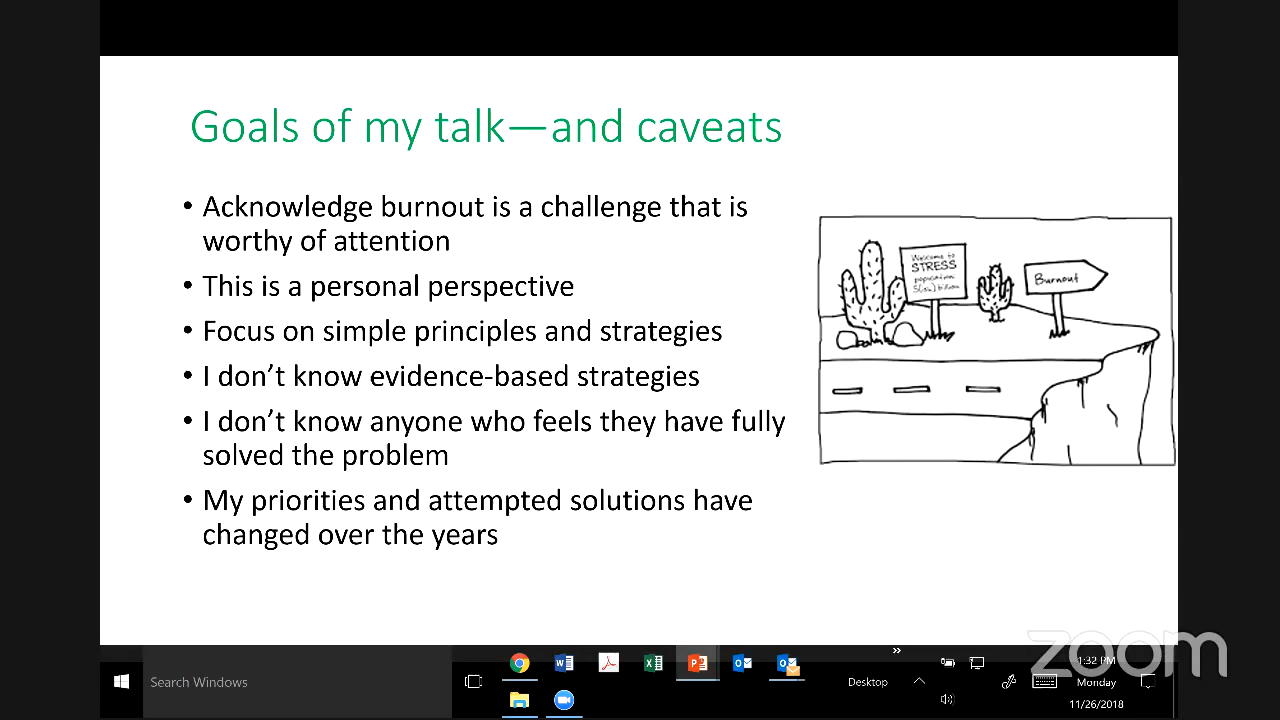 Goals of my talk—and caveats
• Acknowledge burnout is a challenge that is
worthy of attention
• This is a personal perspective
• Focus on simple principles and strategies
• I don’t know evidence-based strategies
• I don’t know anyone who feels they have fully
solved the problem
• My priorities and attempted solutions have
changed over the years
Welcome to
STRESS
population:
billion
Burnout
Search Windows
Desktop
1:32 PM
Monday
11/26/2018
zoom